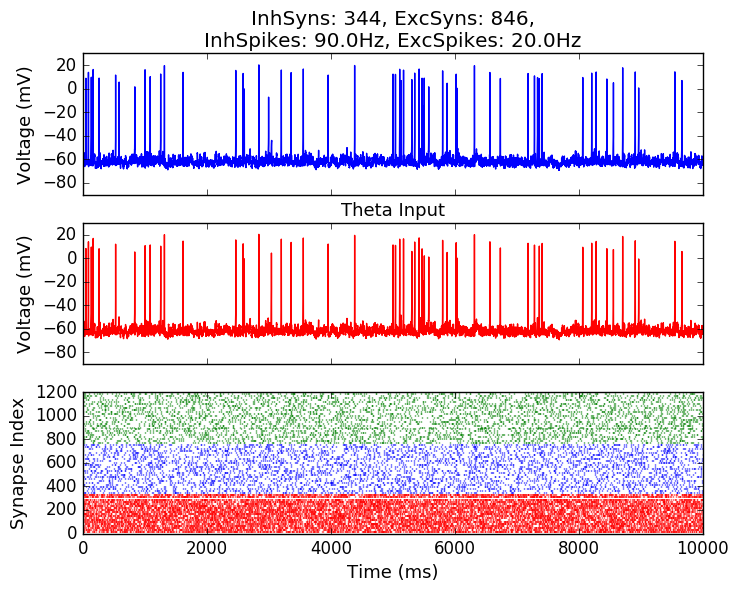 InhSyns: 344, ExcSyns: 846,
InhSpikes: 90.0Hz, ExcSpikes: 20.0Hz
Voltage (mV)
20
0
−20
−40
−60
−80
Theta Input
Voltage (mV)
20
0
−20
−40
−60
−80
Synapse Index
1200
1000
800
600
400
200
0
0 2000 4000 6000 8000 10000
Time (ms)